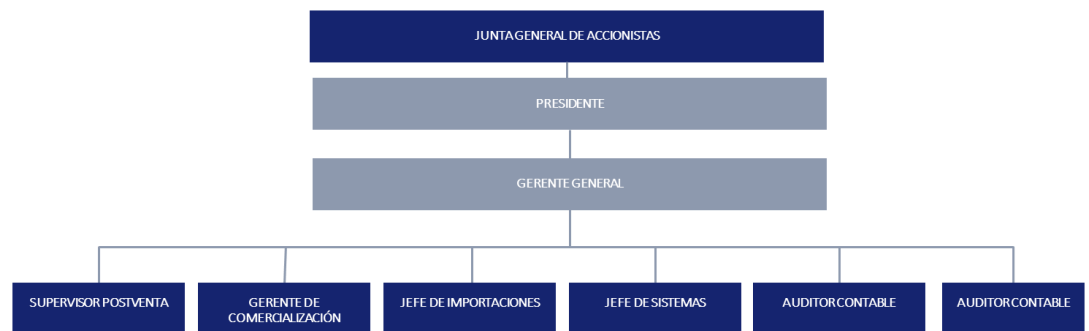 JUNTA GENERAL DE ACCIONISTAS
PRESIDENTE
GERENTE GENERAL
SUPERVISOR POSTVENTA
GERENTE DE
COMERCIALIZACIÓN
JEFE DE IMPORTACIONES
JEFE DE SISTEMAS
AUDITOR CONTABLE
AUDITOR CONTABLE